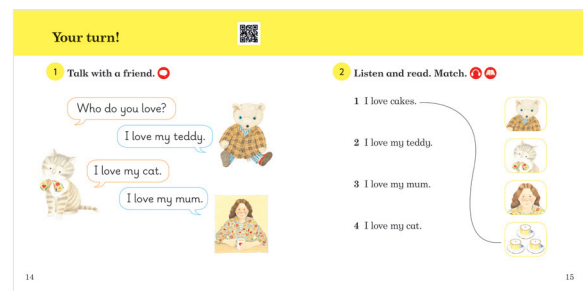 Your turn!
1 Talk with a friend.
Who do you love?
I love my teddy.
I love my cat.
I love my mum.
14
2 Listen and read. Match.
1 I love cakes.
2 I love my teddy.
3 I love my mum.
4 I love my cat.
15